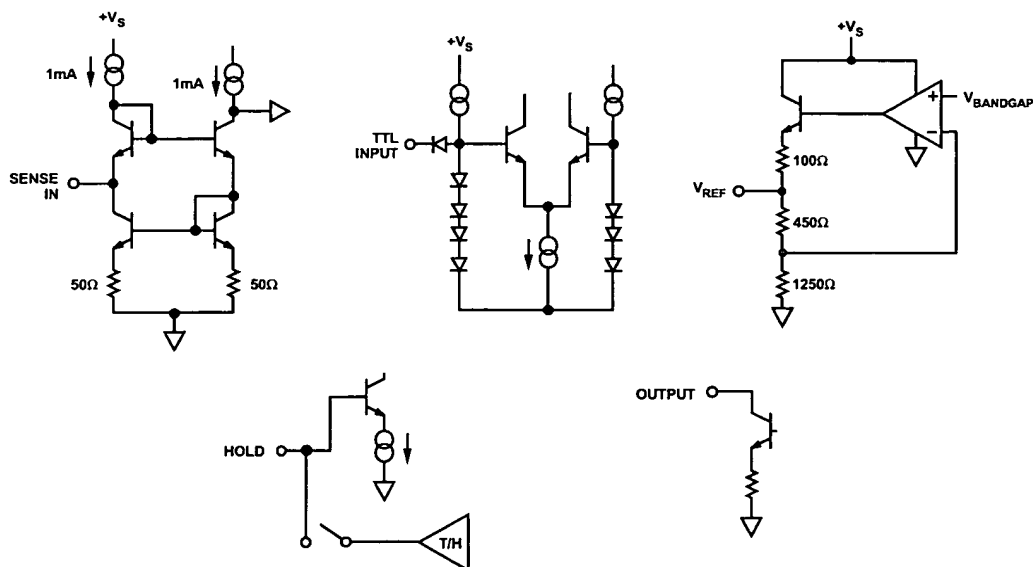 +VS
1mA
1mA
SENSE
IN
50Ω
50Ω
+VS
TTL
INPUT
+VS
+
−
VBANDGAP
100Ω
VREF
450Ω
1250Ω
HOLD
T/H
OUTPUT